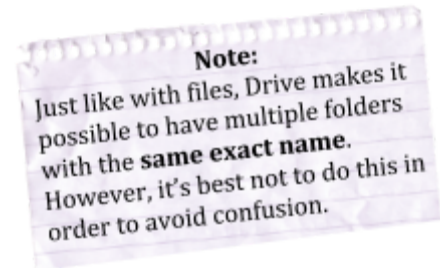 Note:
Just like with files, Drive makes it
possible to have multiple folders
with the same exact name.
However, it's best not to do this in
order to avoid confusion.